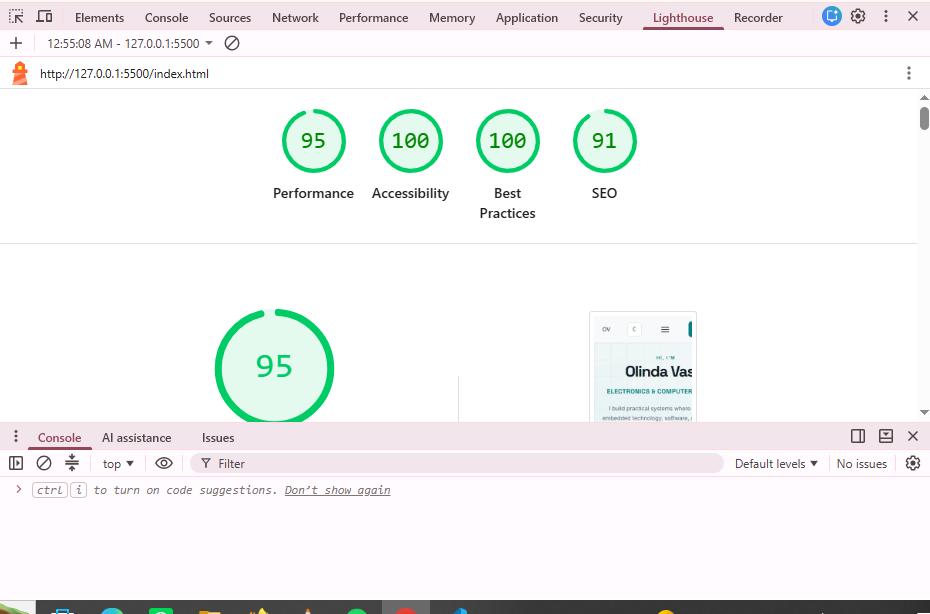 Elements Console Sources Network Performance Memory Application Security Lighthouse Recorder
12:55:08 AM - 127.0.0.1:5500
http://127.0.0.1:5500/index.html
95 100 100 91
Performance Accessibility Best Practices SEO
95
OV C
HI, I'M
Olinda Vas
ELECTRONICS & COMPUTER
I build practical systems where
embedded technology, software,
Console AI assistance Issues
top Filter Default levels No issues
ctrl i to turn on code suggestions. Don't show again